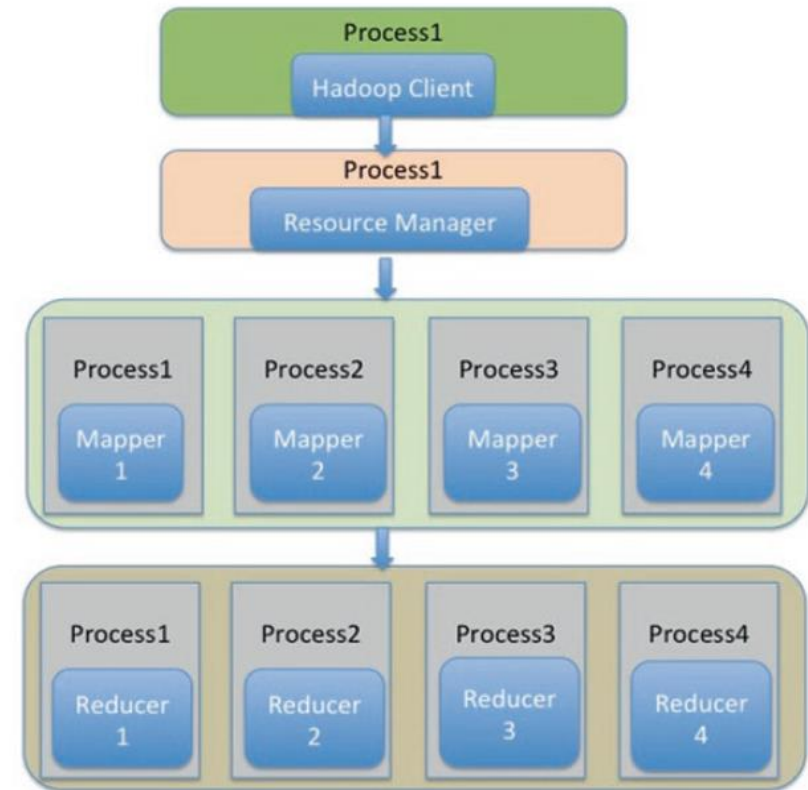 Process1
Hadoop Client
Process1
Resource Manager
Process1
Process2
Process3
Process4
Mapper
1
Mapper
2
Mapper
3
Mapper
4
Process1
Process2
Process3
Process4
Reducer
1
Reducer
2
Reducer
3
Reducer
4